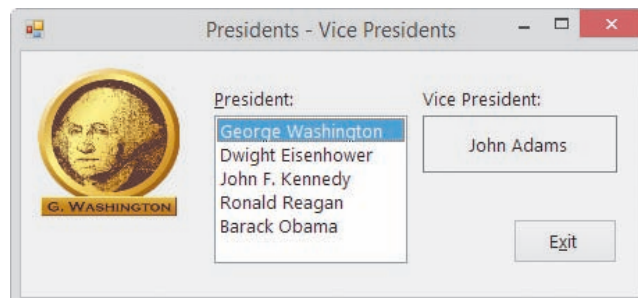 Presidents - Vice Presidents
President:
George Washington
Dwight Eisenhower
John F. Kennedy
Ronald Reagan
Barack Obama
Vice President:
John Adams
G. WASHINGTON
Exit